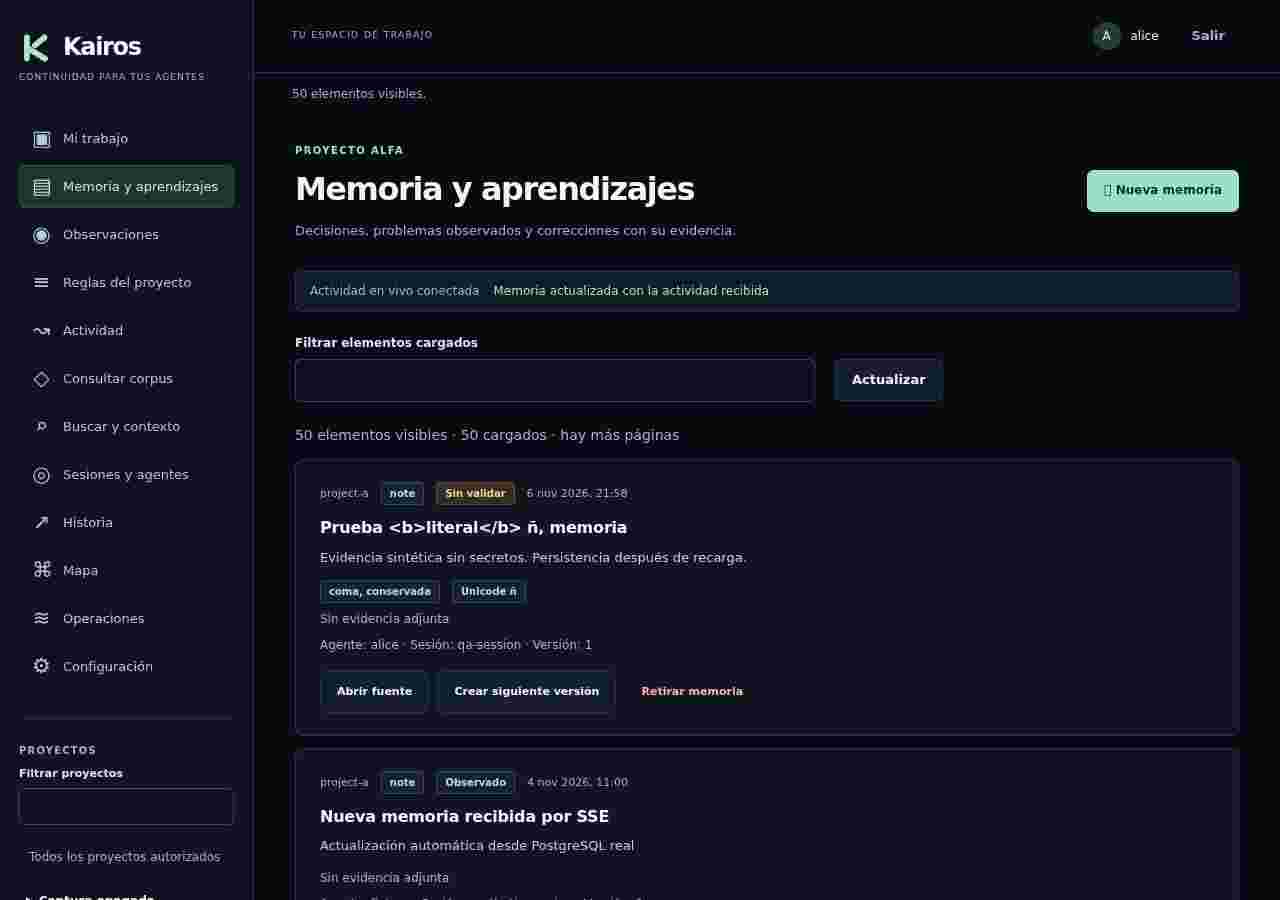 Kairos
CONTINUIDAD PARA TUS AGENTES
Mi trabajo
Memoria y aprendizajes
Observaciones
Reglas del proyecto
Actividad
Consultar corpus
Buscar y contexto
Sesiones y agentes
Historia
Mapa
Operaciones
Configuración
PROYECTOS
Filtrar proyectos
Todos los proyectos autorizados
TU ESPACIO DE TRABAJO
A alice
Salir
50 elementos visibles.
PROYECTO ALFA
Memoria y aprendizajes
Nueva memoria
Decisiones, problemas observados y correcciones con su evidencia.
Actividad en vivo conectada Memoria actualizada con la actividad recibida
Filtrar elementos cargados
Actualizar
50 elementos visibles · 50 cargados · hay más páginas
project-a note Sin validar 6 nov 2026, 21:58
Prueba <b>literal</b> ñ, memoria
Evidencia sintética sin secretos. Persistencia después de recarga.
coma, conservada Unicode ñ
Sin evidencia adjunta
Agente: alice · Sesión: qa-session · Versión: 1
Abrir fuente Crear siguiente versión Retirar memoria
project-a note Observado 4 nov 2026, 11:00
Nueva memoria recibida por SSE
Actualización automática desde PostgreSQL real
Sin evidencia adjunta